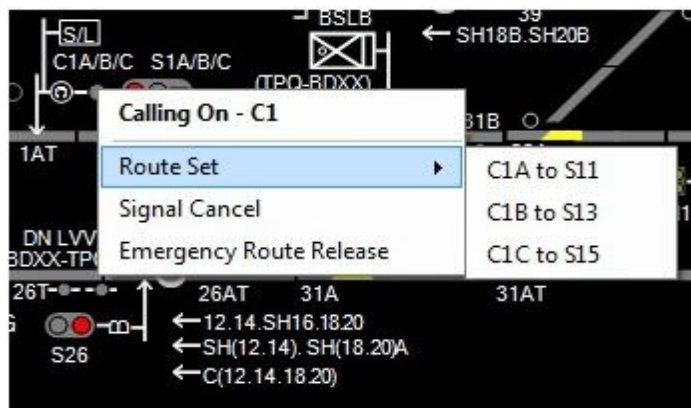 BSLB
39
S/L
SH18B.SH20B
C1A/B/C S1A/B/C
(TPQ-BDXX)
Calling On - C1
31B
1AT
Route Set
C1A to S11
Signal Cancel
C1B to S13
DN LVV
Emergency Route Release
C1C to S15
BDXX-TP
26T
26AT
31A
31AT
12.14.SH16.18.20
S26
SH(12.14). SH(18.20)A
C(12.14.18.20)